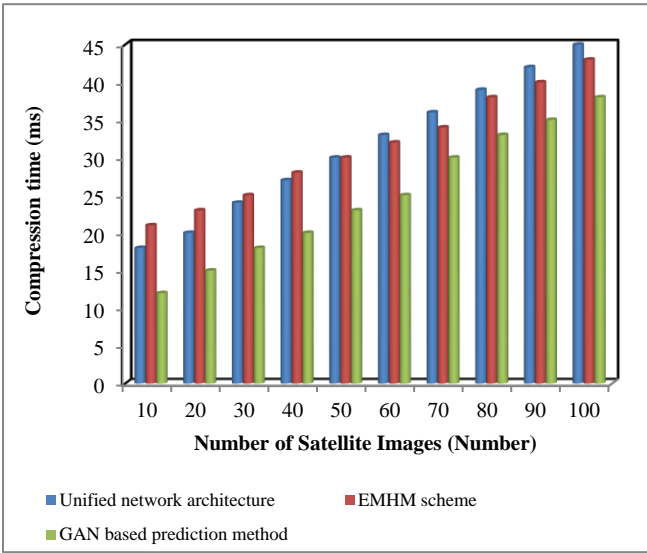 Compression time (ms)
45
40
35
30
25
20
15
10
5
0
10 20 30 40 50 60 70 80 90 100
Number of Satellite Images (Number)
Unified network architecture
EMHM scheme
GAN based prediction method